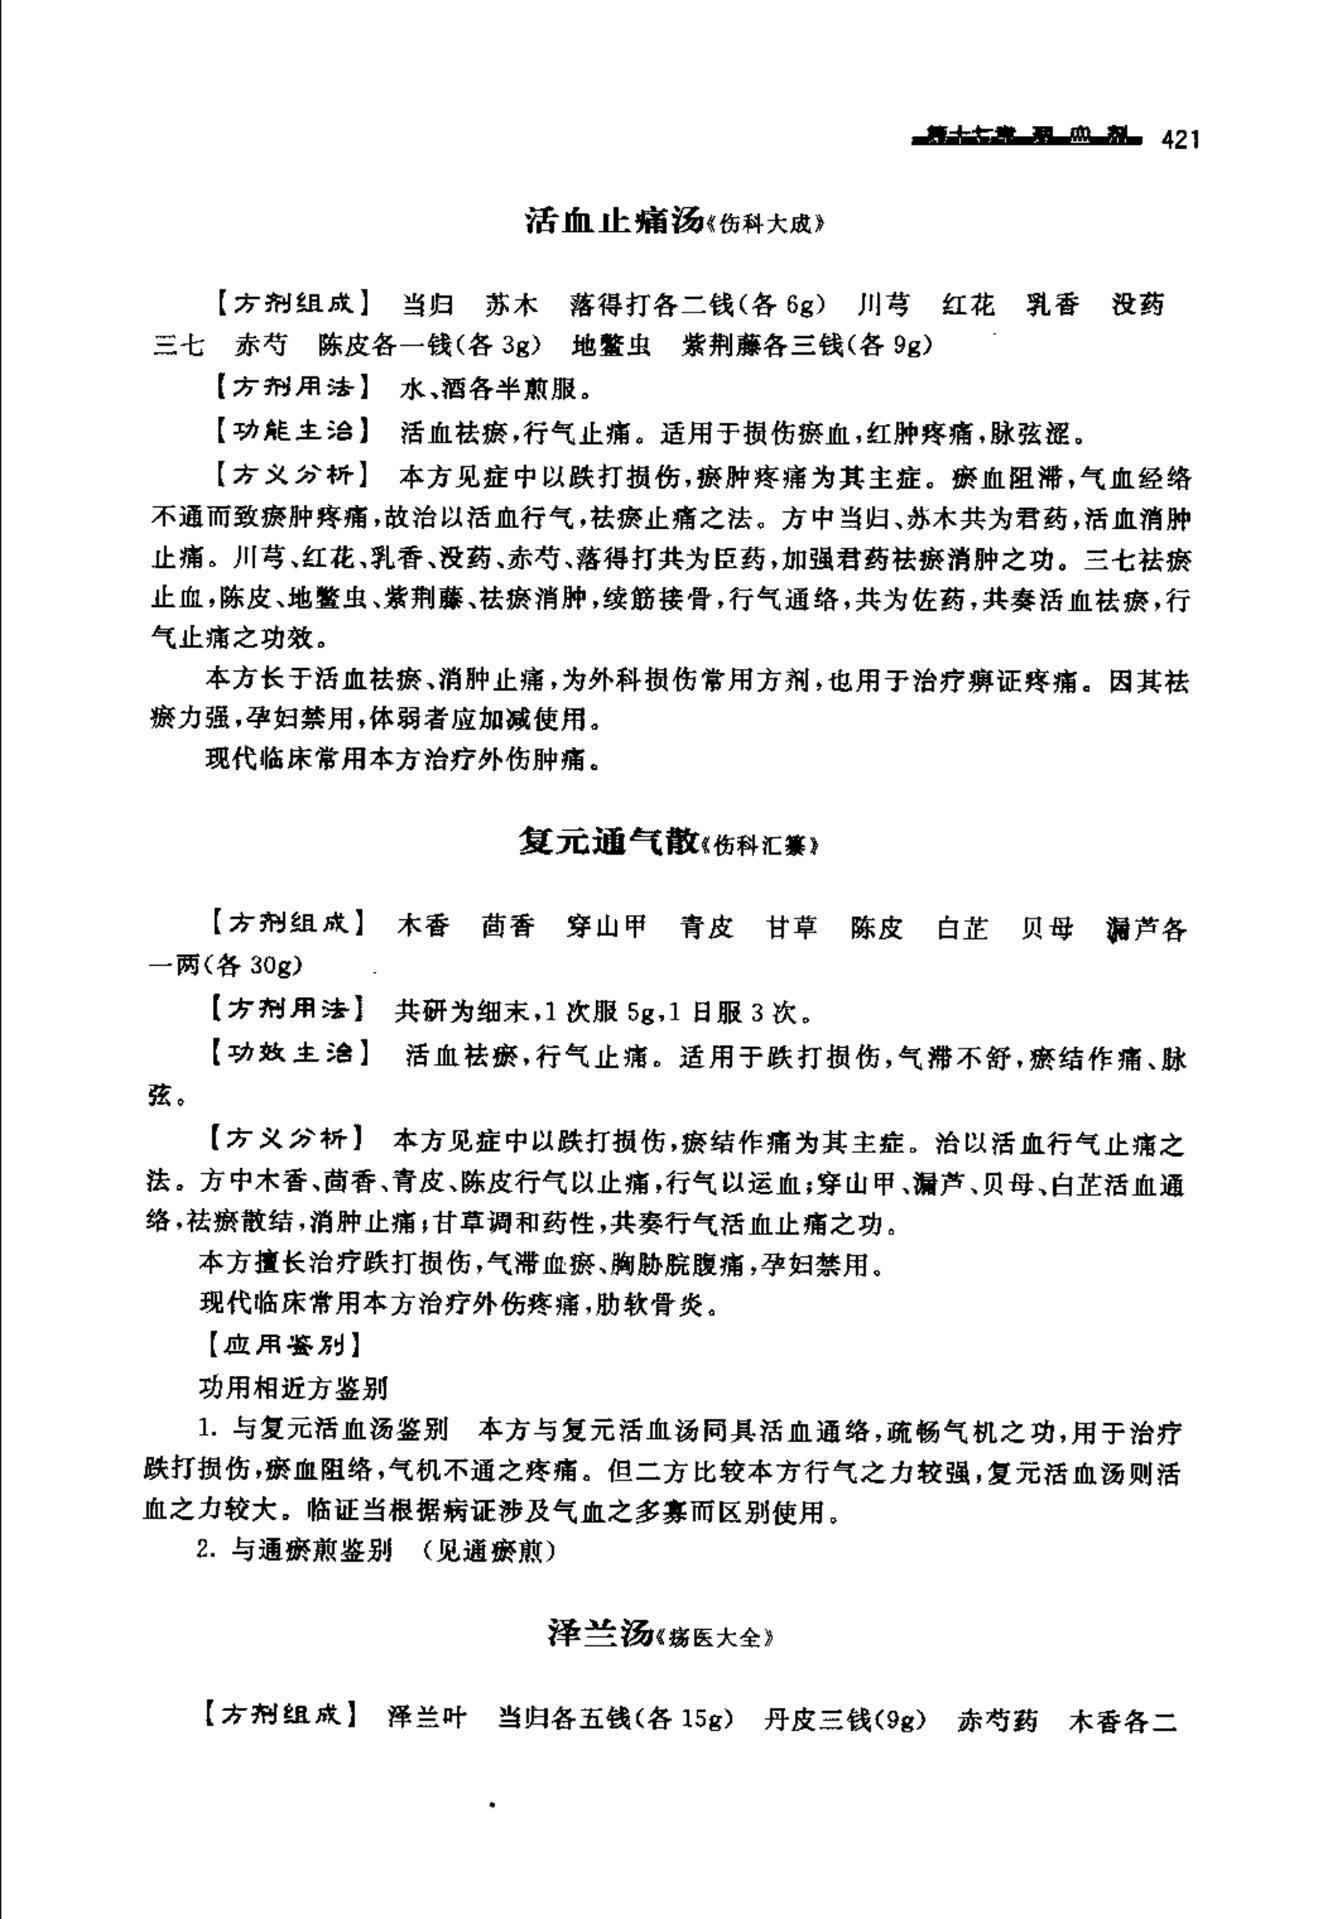 第十七章 理血剂 421
活血止痛汤《伤科大成》
【方剂组成】 当归 苏木 落得打各二钱(各 6g) 川芎 红花 乳香 没药
三七 赤芍 陈皮各一钱(各 3g) 地鳖虫 紫荆藤各三钱(各 9g)
【方剂用法】 水、酒各半煎服。
【功能主治】 活血祛瘀,行气止痛。适用于损伤瘀血,红肿疼痛,脉弦涩。
【方义分析】 本方见症中以跌打损伤,瘀肿疼痛为其主症。瘀血阻滞,气血经络
不通而致瘀肿疼痛,故治以活血行气,祛瘀止痛之法。方中当归、苏木共为君药,活血消肿
止痛。川芎、红花、乳香、没药、赤芍、落得打共为臣药,加强君药祛瘀消肿之功。三七祛瘀
止血,陈皮、地鳖虫、紫荆藤、祛瘀消肿,续筋接骨,行气通络,共为佐药,共奏活血祛瘀,行
气止痛之功效。
本方长于活血祛瘀、消肿止痛,为外科损伤常用方剂,也用于治疗痹证疼痛。因其祛
瘀力强,孕妇禁用,体弱者应加减使用。
现代临床常用本方治疗外伤肿痛。
复元通气散《伤科汇纂》
【方剂组成】 木香 茴香 穿山甲 青皮 甘草 陈皮 白芷 贝母 漏芦各
一两(各 30g)
【方剂用法】 共研为细末,1 次服 5g,1 日服 3 次。
【功效主治】 活血祛瘀,行气止痛。适用于跌打损伤,气滞不舒,瘀结作痛、脉
弦。
【方义分析】 本方见症中以跌打损伤,瘀结作痛为其主症。治以活血行气止痛之
法。方中木香、茴香、青皮、陈皮行气以止痛,行气以运血;穿山甲、漏芦、贝母、白芷活血通
络,祛瘀散结,消肿止痛;甘草调和药性,共奏行气活血止痛之功。
本方擅长治疗跌打损伤,气滞血瘀、胸胁脘腹痛,孕妇禁用。
现代临床常用本方治疗外伤疼痛,肋软骨炎。
【应用鉴别】
功用相近方鉴别
1. 与复元活血汤鉴别 本方与复元活血汤同具活血通络,疏畅气机之功,用于治疗
跌打损伤,瘀血阻络,气机不通之疼痛。但二方比较本方行气之力较强,复元活血汤则活
血之力较大。临证当根据病证涉及气血之多寡而区别使用。
2. 与通瘀煎鉴别 (见通瘀煎)
泽兰汤《疡医大全》
【方剂组成】 泽兰叶 当归各五钱(各 15g) 丹皮三钱(9g) 赤芍药 木香各二